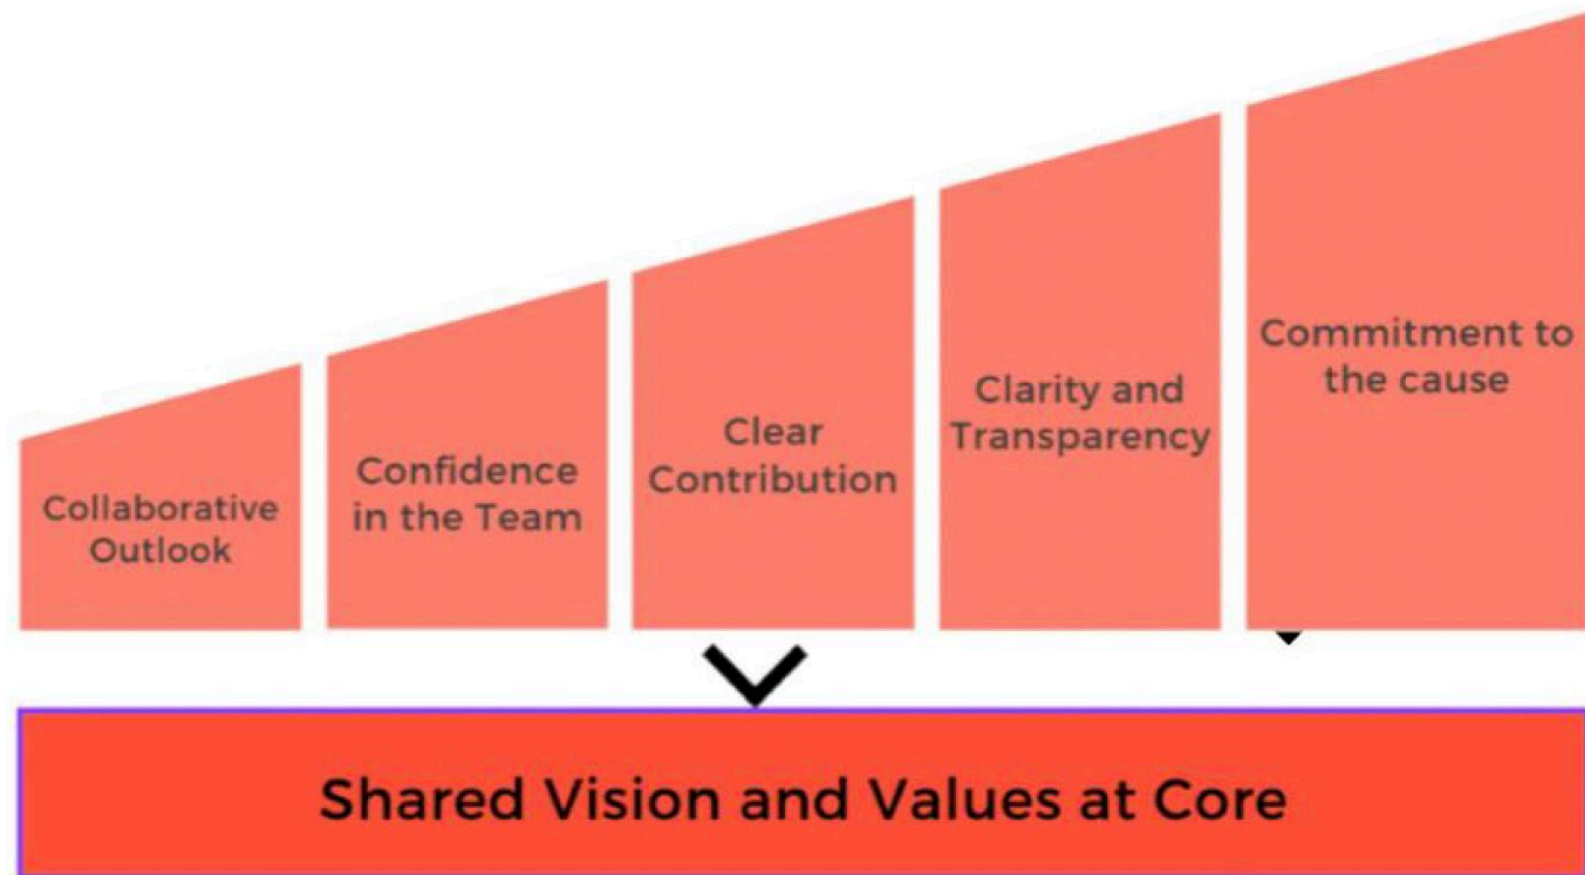 Collaborative
Outlook
Confidence
in the Team
Clear
Contribution
Clarity and
Transparency
Commitment to
the cause
Shared Vision and Values at Core